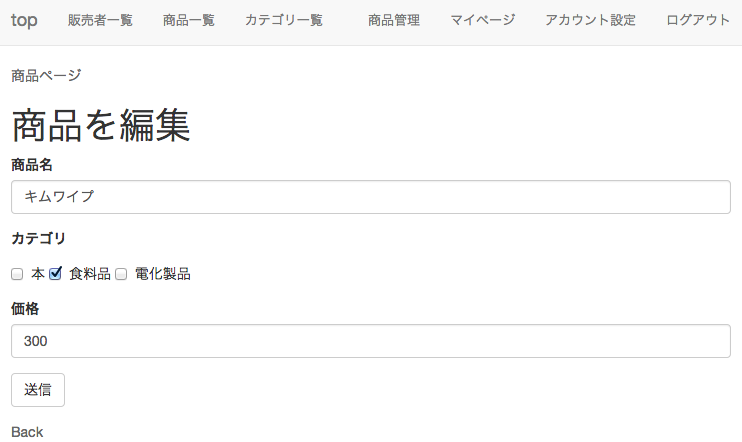 top 販売者一覧 商品一覧 カテゴリ一覧 商品管理 マイページ アカウント設定 ログアウト
商品ページ
商品を編集
商品名
キムワイプ
カテゴリ
本 食料品 電化製品
価格
300
送信
Back